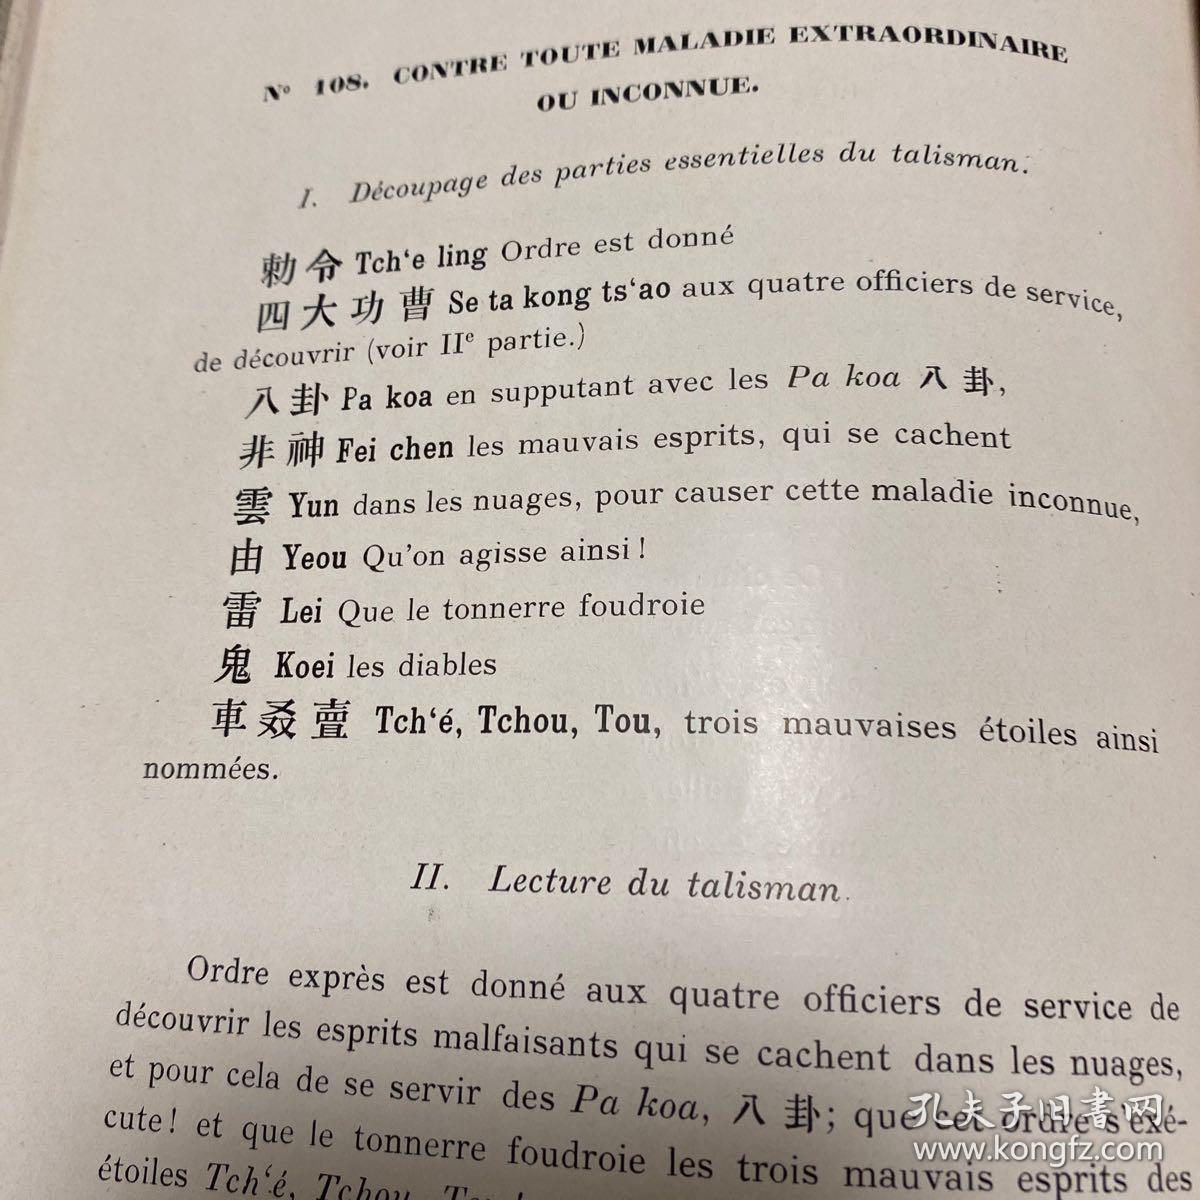 N° 108. CONTRE TOUTE MALADIE EXTRAORDINAIRE
OU INCONNUE.
I. Découpage des parties essentielles du talisman.
勅令 Tch‘e ling Ordre est donné
四大功曹 Se ta kong ts‘ao aux quatre officiers de service,
de découvrir (voir IIe partie.)
八卦 Pa koa en supputant avec les Pa koa 八卦,
非神 Fei chen les mauvais esprits, qui se cachent
雲 Yun dans les nuages, pour causer cette maladie inconnue,
由 Yeou Qu'on agisse ainsi!
雷 Lei Que le tonnerre foudroie
鬼 Koei les diables
車 Tch‘é, Tchou, Tou, trois mauvaises étoiles ainsi
nommées.
II. Lecture du talisman.
Ordre exprès est donné aux quatre officiers de service de
découvrir les esprits malfaisants qui se cachent dans les nuages,
et pour cela de se servir des Pa koa, 八卦; que cet ordre s'exé-
cute! et que le tonnerre foudroie les trois mauvais esprits des
étoiles Tch‘é, Tchou,
孔夫子旧书网
www.kongfz.com